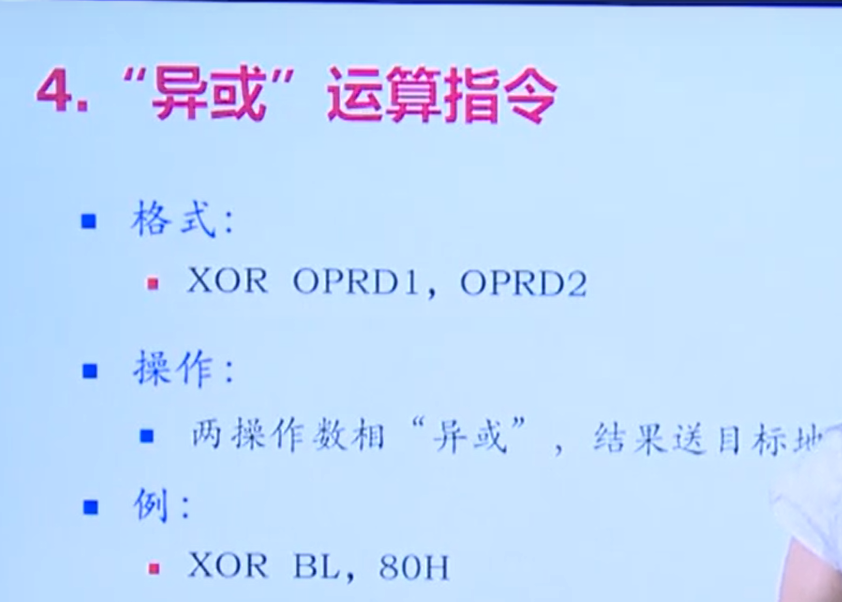 4. “异或”运算指令
格式：
XOR OPRD1, OPRD2
操作：
两操作数相“异或”，结果送目标地
例：
XOR BL, 80H